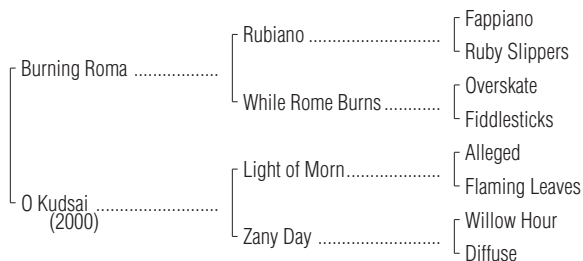 Fappiano
Rubiano ........................................
Ruby Slippers
Burning Roma .........................
Overskate
While Rome Burns .................
Fiddlesticks
Alleged
Light of Morn ............................
Flaming Leaves
O Kudsai ....................................
(2000)
Willow Hour
Zany Day .....................................
Diffuse